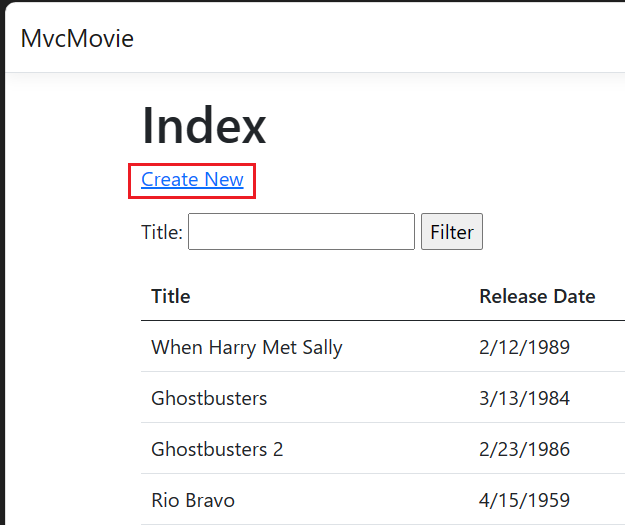 MvcMovie
Index
Create New
Title: Filter
Title Release Date
When Harry Met Sally 2/12/1989
Ghostbusters 3/13/1984
Ghostbusters 2 2/23/1986
Rio Bravo 4/15/1959